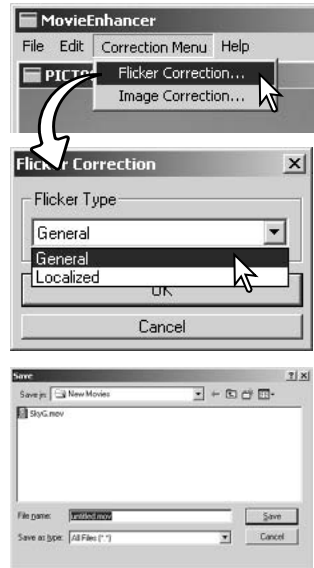 MovieEnhancer
File Edit Correction Menu Help
Flicker Correction...
Image Correction...
Flicker Correction
Flicker Type
General
General
Localized
OK
Cancel
Save
Save in: New Movies
SkyG.mov
File name: untitled.mov
Save
Save as type: All Files (*.*)
Cancel